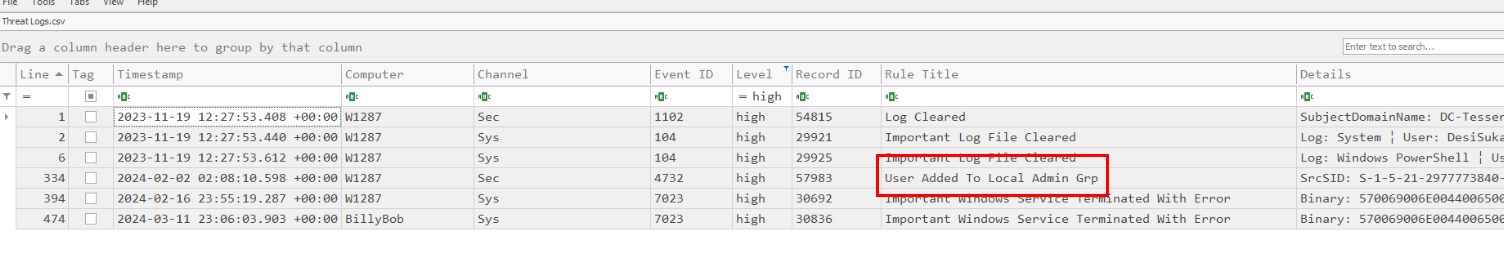 File Tools Tabs View Help
Threat Logs.csv
Drag a column header here to group by that column
Enter text to search...
Line Tag Timestamp Computer Channel Event ID Level Record ID Rule Title Details
= = high
1 2023-11-19 12:27:53.408 +00:00 W1287 Sec 1102 high 54815 Log Cleared SubjectDomainName: DC-Tesser
2 2023-11-19 12:27:53.440 +00:00 W1287 Sys 104 high 29921 Important Log File Cleared Log: System ¦ User: DesiSuka
6 2023-11-19 12:27:53.612 +00:00 W1287 Sys 104 high 29925 Important Log File Cleared Log: Windows PowerShell ¦ Us
334 2024-02-02 02:08:10.598 +00:00 W1287 Sec 4732 high 57983 User Added To Local Admin Grp SrcSID: S-1-5-21-2977773840-
394 2024-02-16 23:55:19.287 +00:00 W1287 Sys 7023 high 30692 Important Windows Service Terminated With Error Binary: 570069006E0044006500
474 2024-03-11 23:06:03.903 +00:00 BillyBob Sys 7023 high 30836 Important Windows Service Terminated With Error Binary: 570069006E0044006500